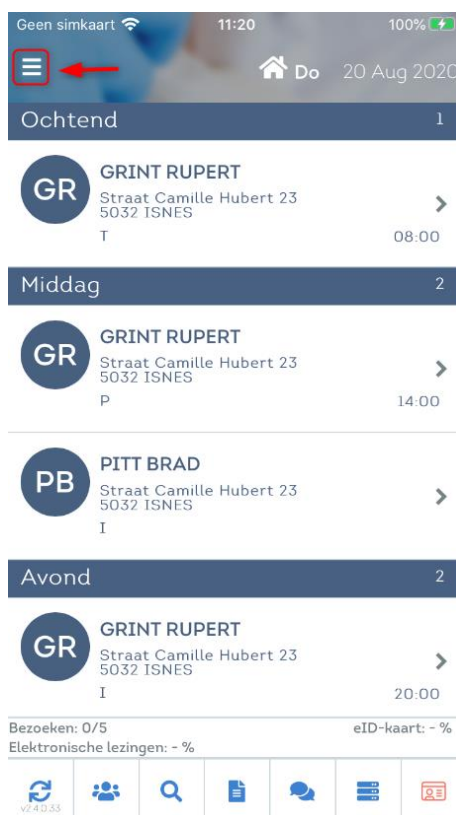 Geen simkaart 11:20 100%
Do 20 Aug 2020
Ochtend 1
GR
GRINT RUPERT
Straat Camille Hubert 23
5032 ISNES
T 08:00
Middag 2
GR
GRINT RUPERT
Straat Camille Hubert 23
5032 ISNES
P 14:00
PB
PITT BRAD
Straat Camille Hubert 23
5032 ISNES
I
Avond 2
GR
GRINT RUPERT
Straat Camille Hubert 23
5032 ISNES
I 20:00
Bezoeken: 0/5 eID-kaart: - %
Elektronische lezingen: - %
v2.4.0.33